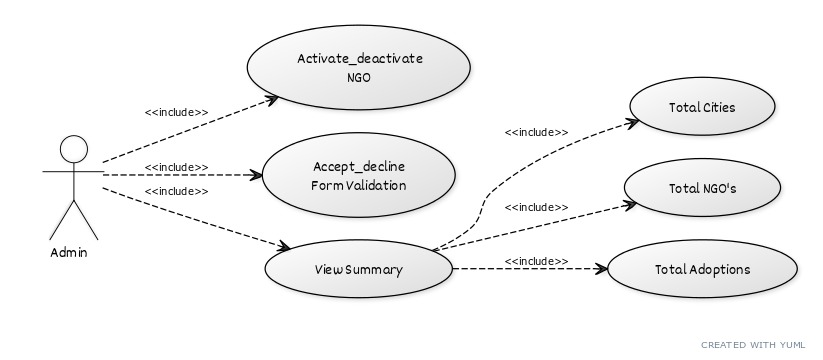 Activate_deactivate
NGO
<<include>>
Total Cities
<<include>>
<<include>>
Accept_decline
Form Validation
<<include>>
Total NGO's
<<include>>
Admin
View Summary
<<include>>
Total Adoptions
CREATED WITH YUML